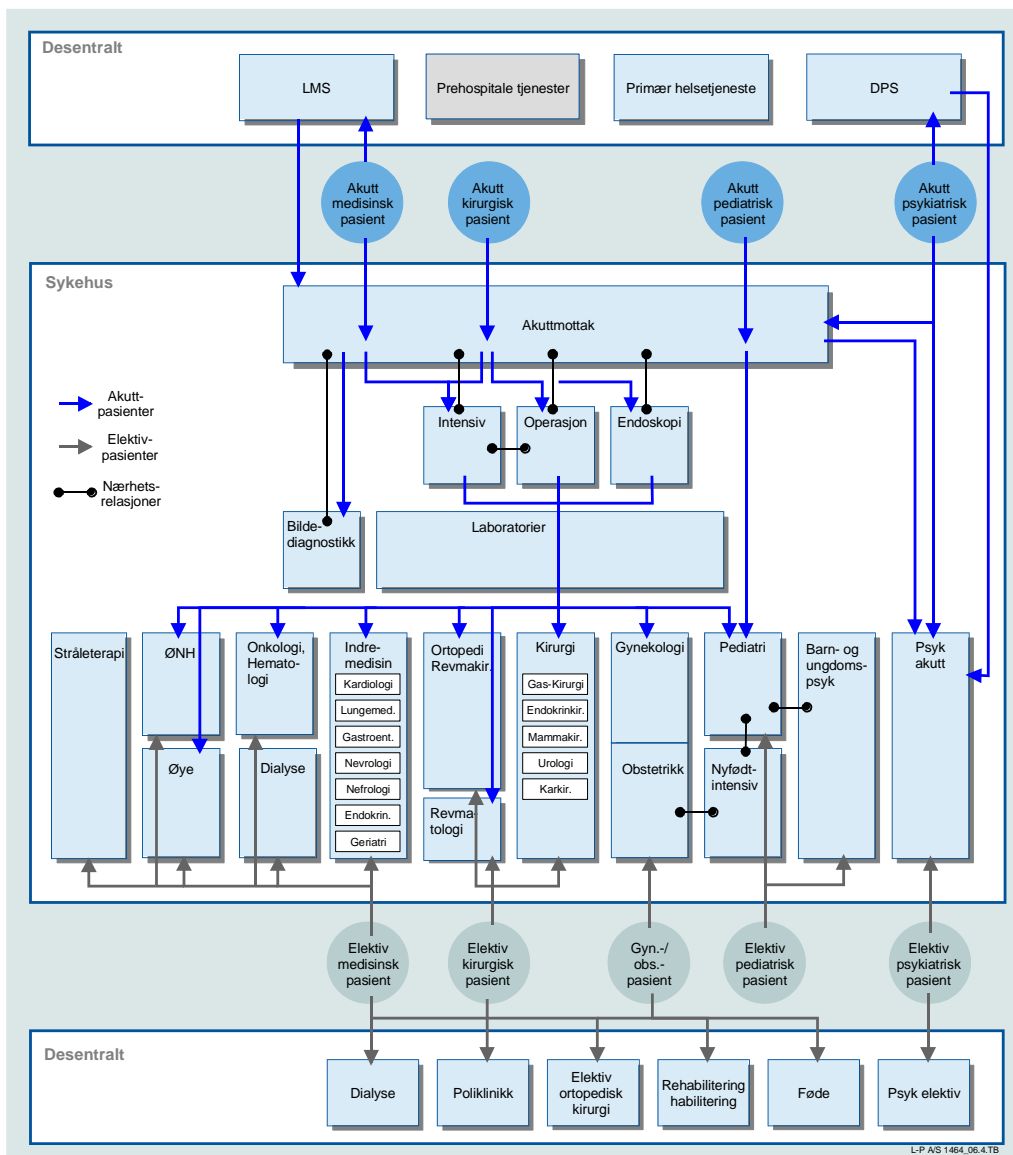 Desentralt
LMS
Prehospitale tjenester
Primær helsetjeneste
DPS
Akutt
medisinsk
pasient
Akutt
kirurgisk
pasient
Akutt
pediatrisk
pasient
Akutt
psykiatrisk
pasient
Sykehus
Akuttmottak
Akutt-
pasienter
Elektiv-
pasienter
Nærhets-
relasjoner
Intensiv
Operasjon
Endoskopi
Bilde-
diagnostikk
Laboratorier
Stråleterapi
ØNH
Onkologi,
Hemato-
logi
Indre-
medisin
Kardiologi
Lungemed.
Gastroent.
Nevrologi
Nefrologi
Endokrin.
Geriatri
Ortopedi
Revmakir.
Kirurgi
Gas-Kirurgi
Endokrinkir.
Mammakir.
Urologi
Karkir.
Gynekologi
Pediatri
Barn- og
ungdoms-
psyk
Psyk
akutt
Øye
Dialyse
Revma-
tologi
Obstetrikk
Nyfødt-
intensiv
Elektiv
medisinsk
pasient
Elektiv
kirurgisk
pasient
Gyn.-/
obs.-
pasient
Elektiv
pediatrisk
pasient
Elektiv
psykiatrisk
pasient
Desentralt
Dialyse
Poliklinikk
Elektiv
ortopedisk
kirurgi
Rehabilitering
habilitering
Føde
Psyk elektiv
L-P A/S 1464_06.4.TB